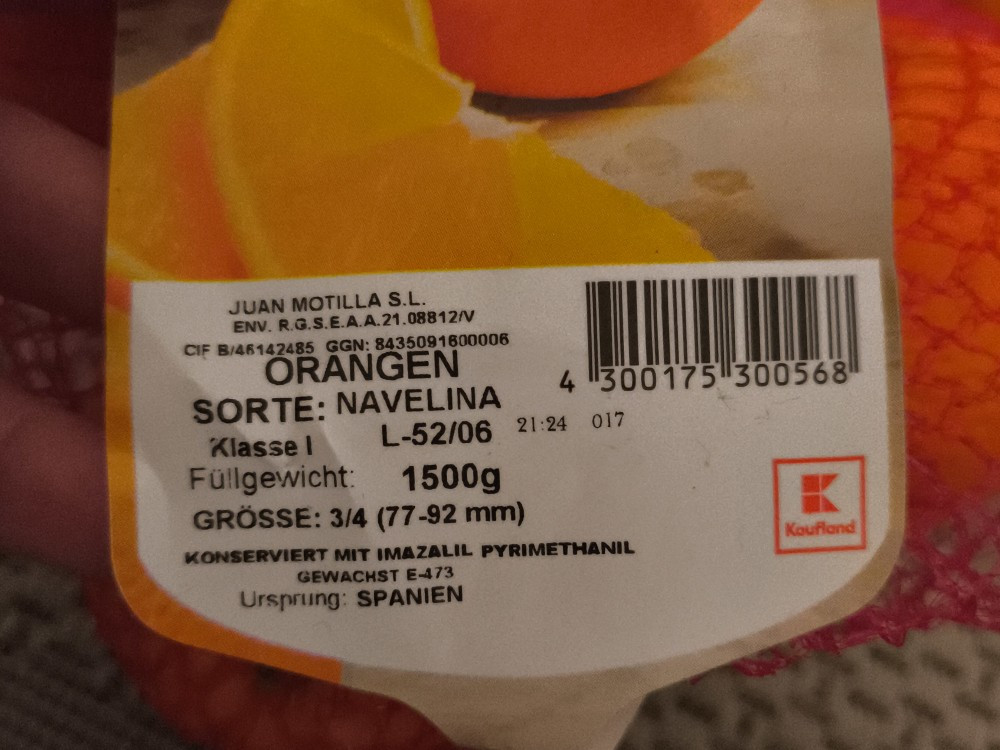 JUAN MOTILLA S.L.
ENV. R.G.S.E.A.A.21.08812/V
CIF B/46142485 GGN: 8435091600006
ORANGEN
SORTE: NAVELINA
Klasse I L-52/06 21:24 017
Füllgewicht: 1500g
GRÖSSE: 3/4 (77-92 mm)
KONSERVIERT MIT IMAZALIL PYRIMETHANIL
GEWACHST E-473
Ursprung: SPANIEN
4 300175 300568
K
Kaufland